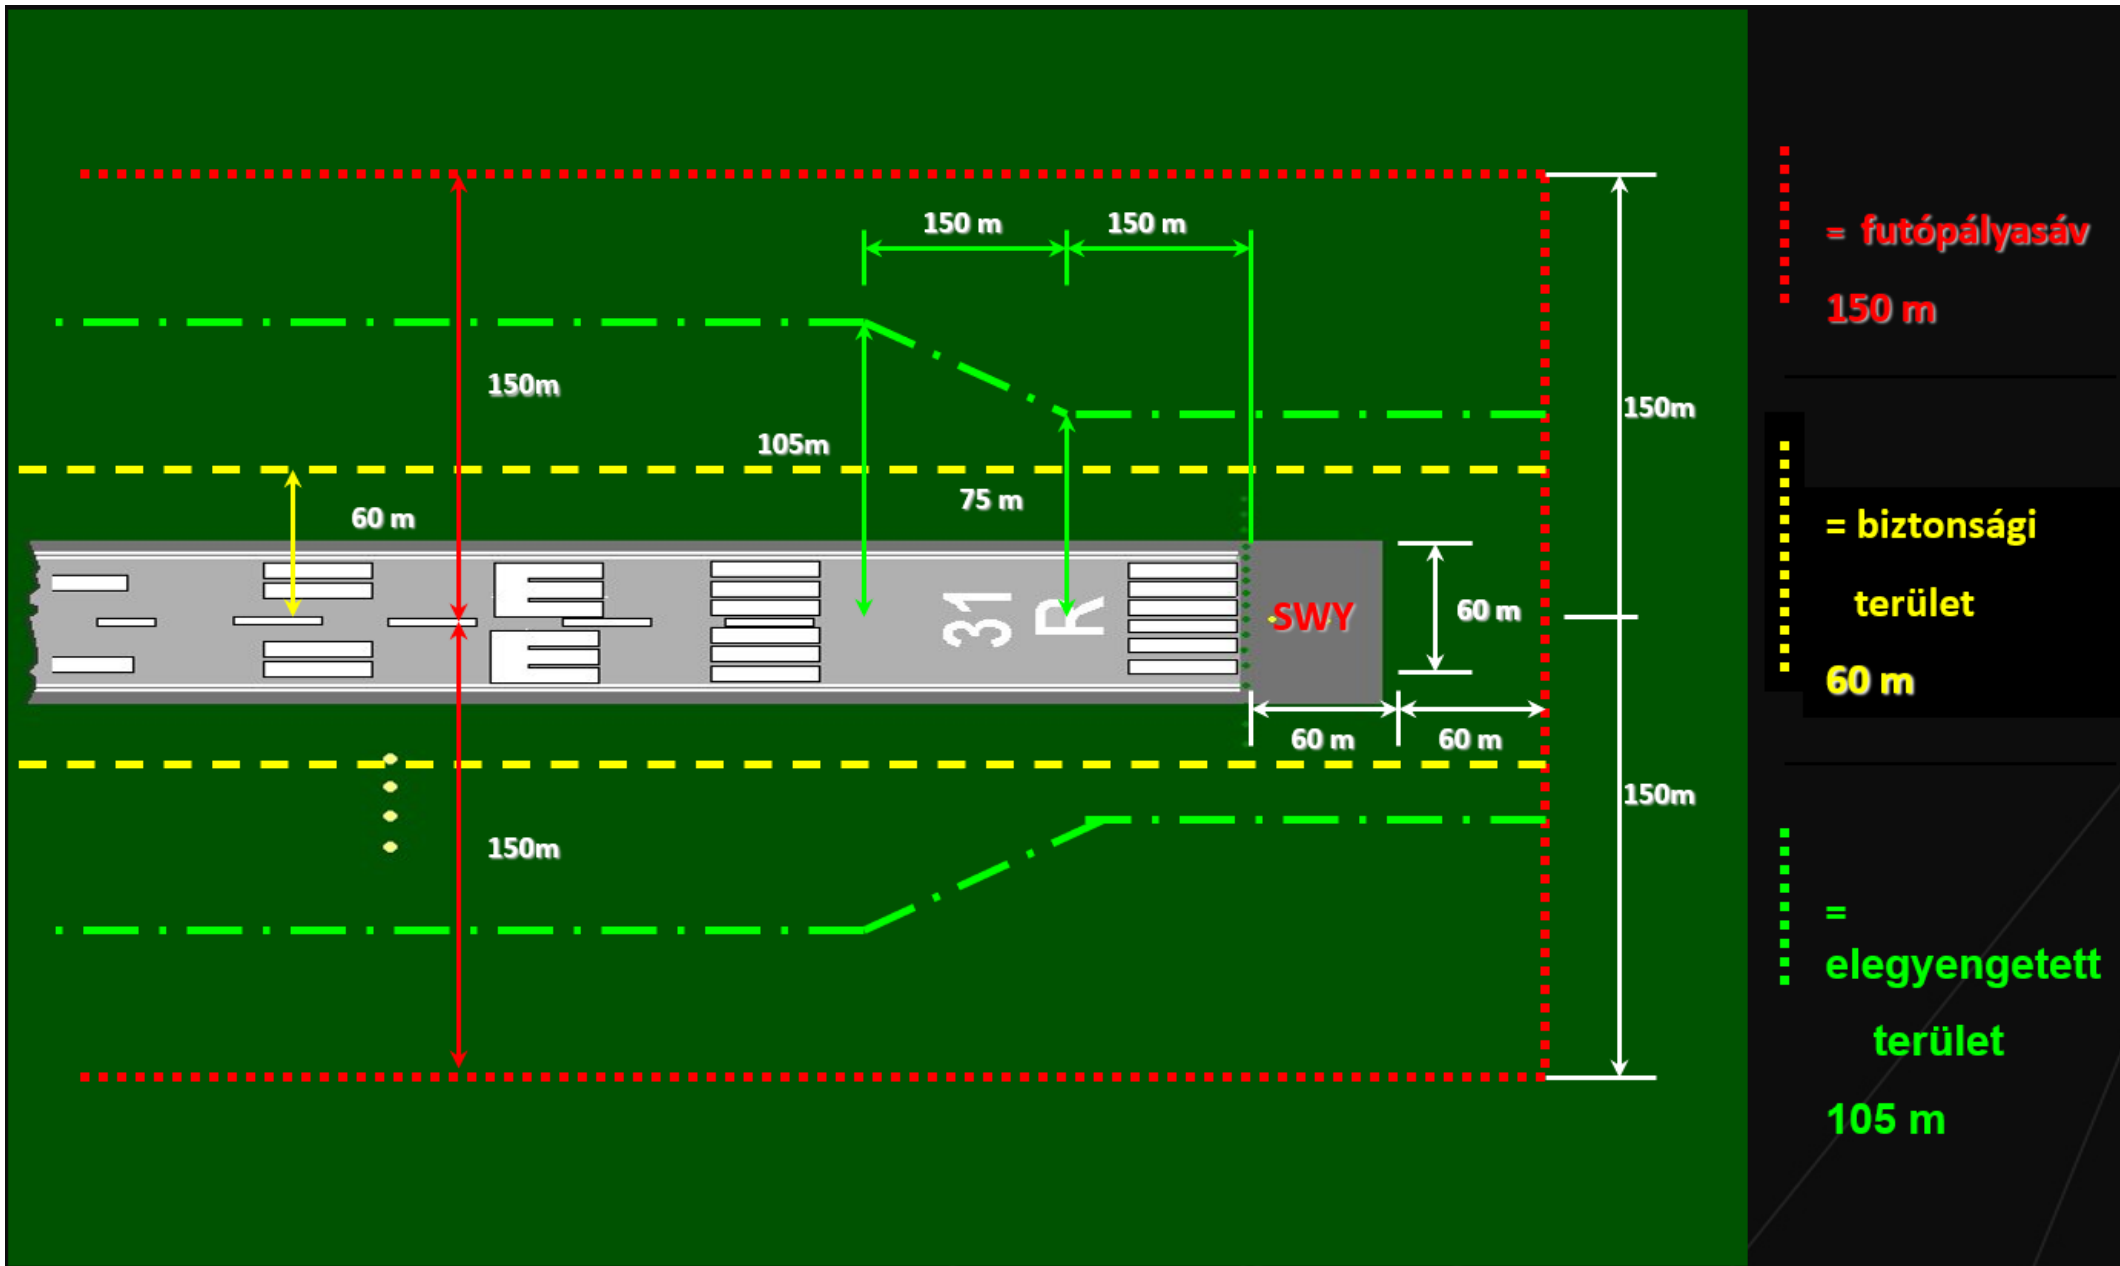 150 m
150 m
150m
105m
75 m
60 m
31
R
SWY
60 m
60 m
60 m
150m
150m
150m
= futópályasáv
150 m
= biztonsági
terület
60 m
=
elegyengetett
terület
105 m